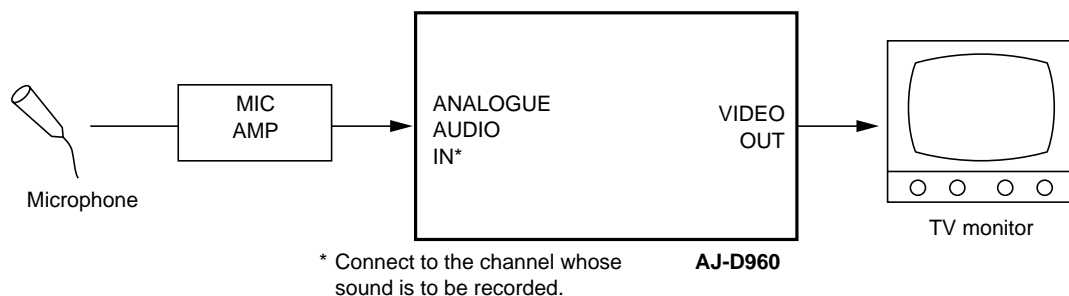 MIC
AMP
ANALOGUE
AUDIO
IN*
VIDEO
OUT
Microphone
TV monitor
* Connect to the channel whose
sound is to be recorded.
AJ-D960